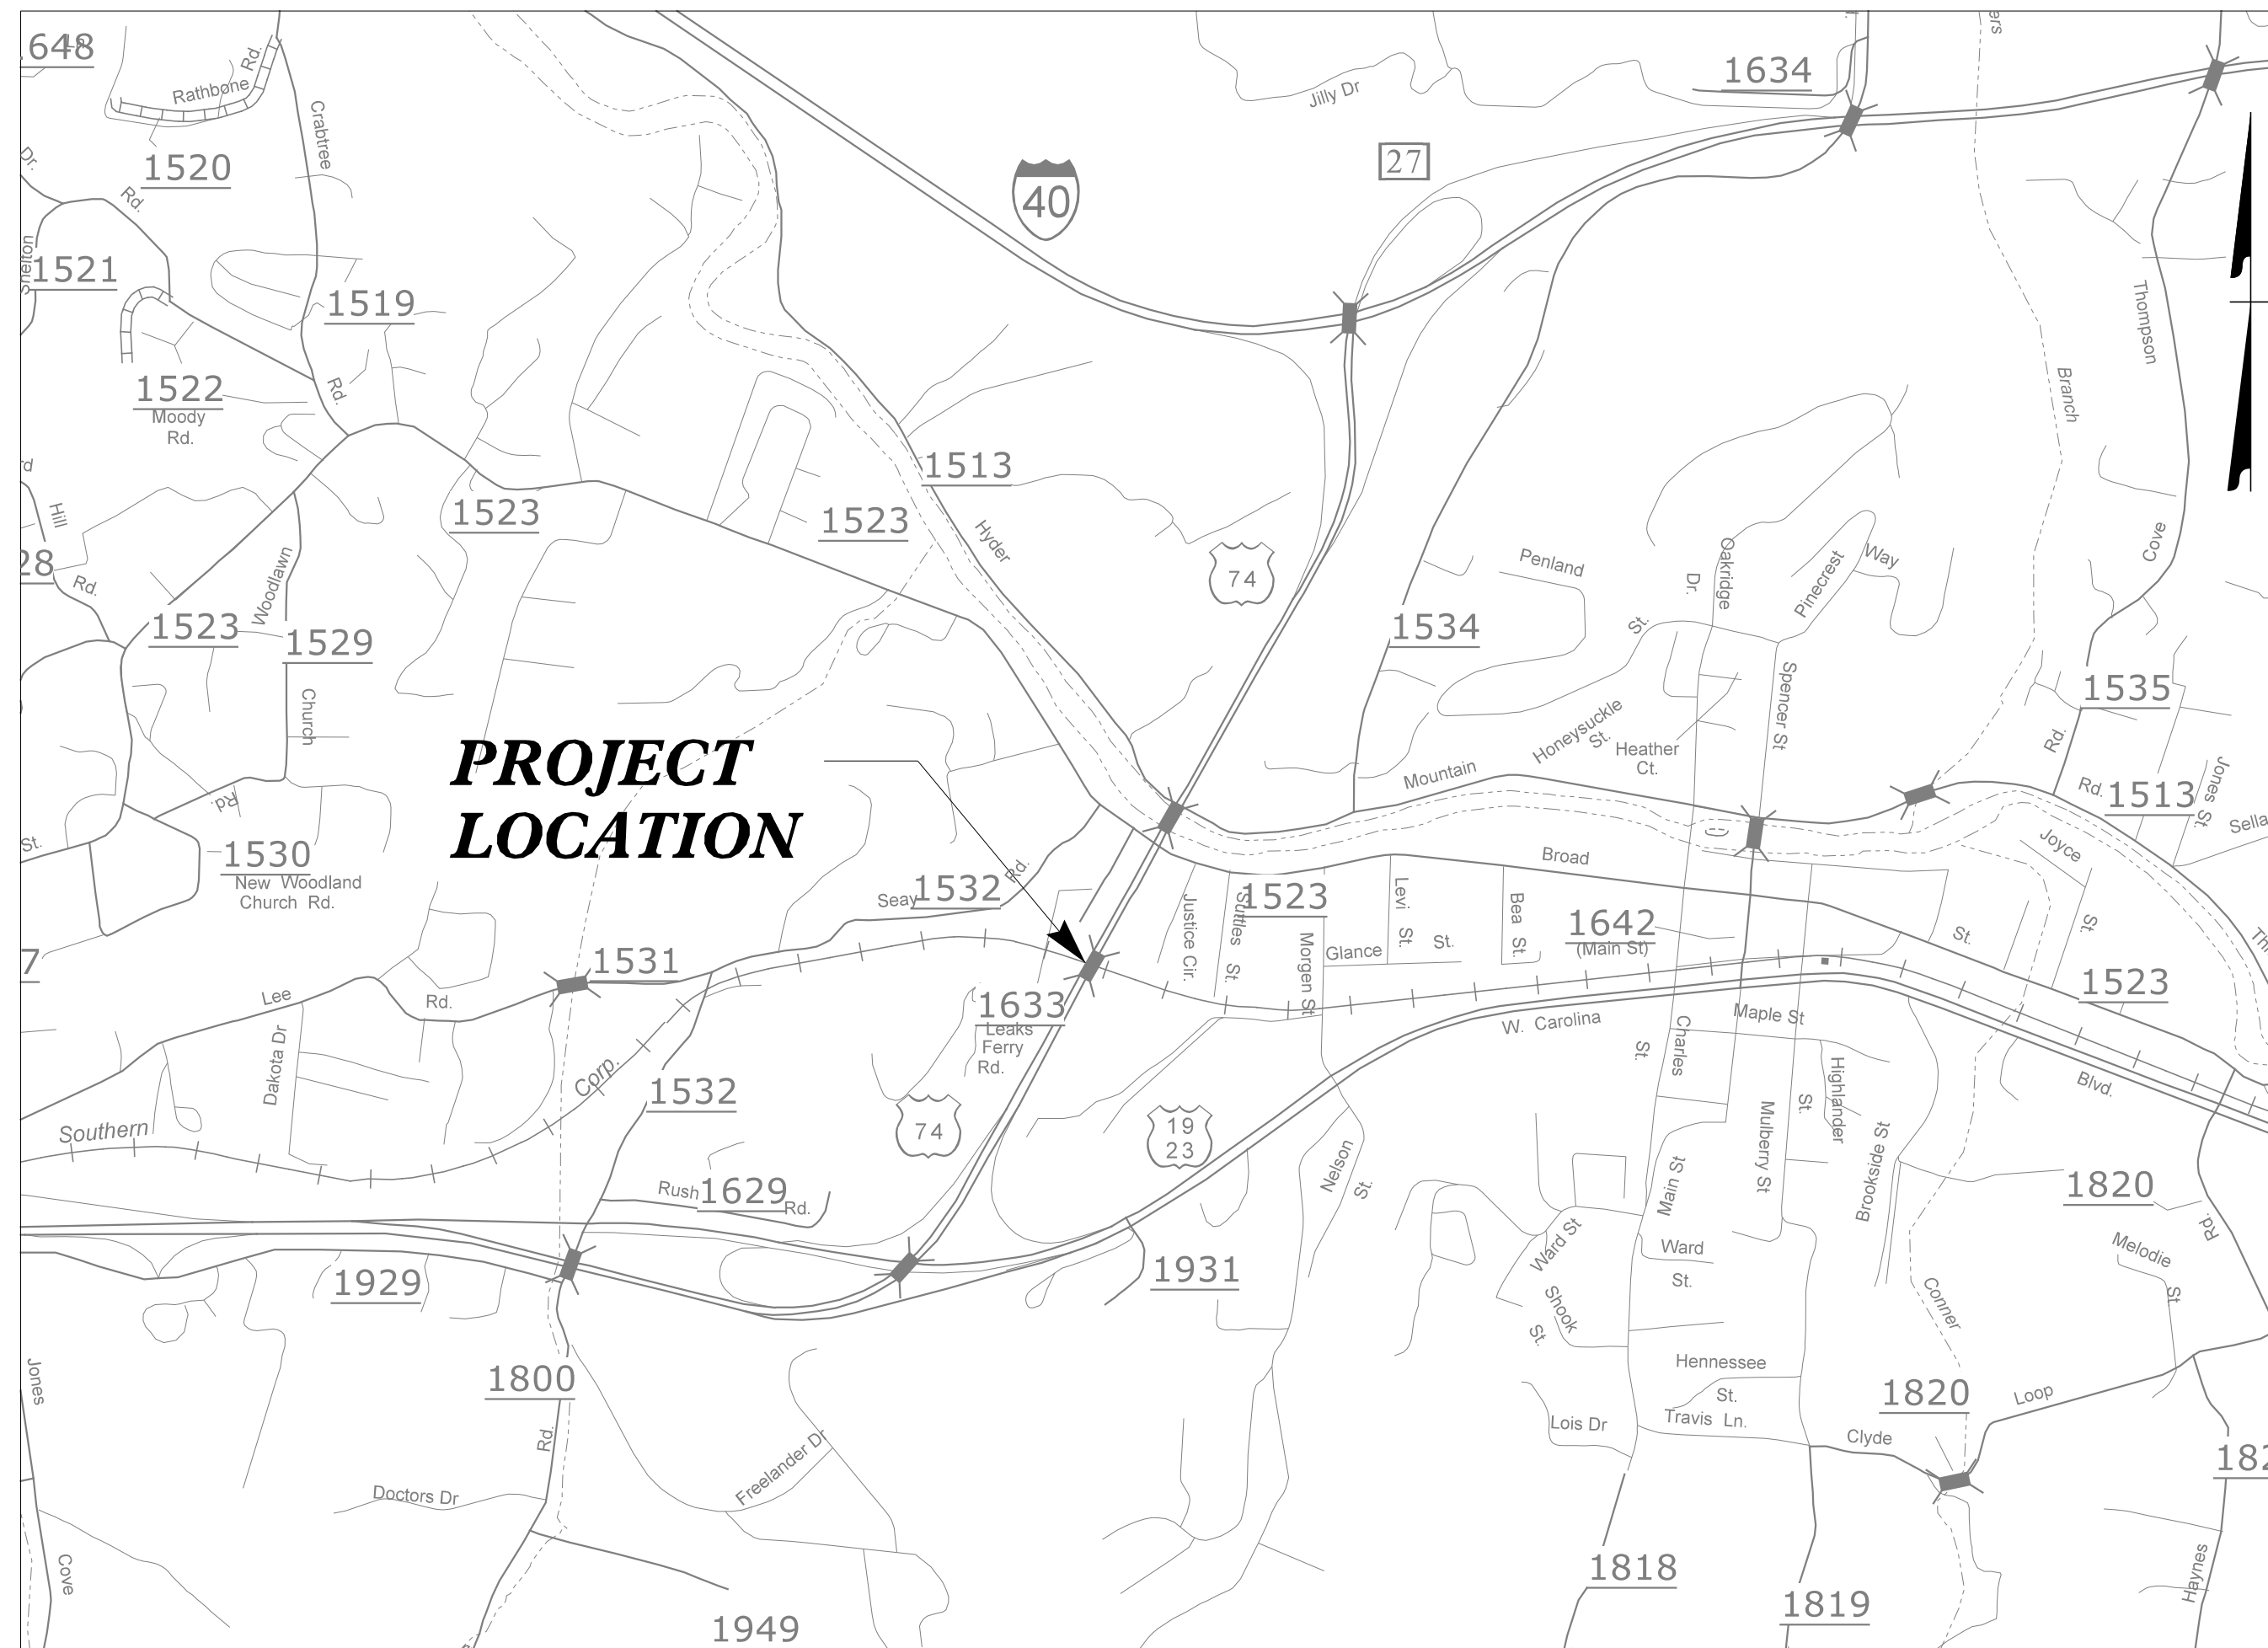 648
Rathbone
Rd.
1520
Crabtree
Dr.
Rd.
Shelton
1521
1519
1522
Moody
Rd.
Rd.
40
27
Jilly Dr
1634
Thompson
Branch
Hill
28
Rd.
1523
1523
1513
Hyder
74
Woodlawn
1523
1529
Church
Rd.
1534
Penland
St.
Dr.
Oakridge
Pinecrest
Way
Cove
Spencer St
Honeysuckle
St.
Heather
Ct.
Mountain
1535
Rd.
Rd.
1513
Jones
St.
PROJECT
LOCATION
St.
1530
New Woodland
Church Rd.
Seay
1532
Rd.
Justice Cir.
Suttles St.
1523
Morgen St
Levi St.
Glance St.
Bea St.
Broad
1642
(Main St)
St.
Joyce
St.
1523
7
1531
Lee
Rd.
Dakota Dr
Corp.
1532
Southern
1633
Leaks
Ferry
Rd.
W. Carolina
Maple St
St.
Charles
Highlander
St.
Mulberry St
Brookside St
Blvd.
74
19
23
Nelson
St.
Main St
1820
Rd.
Rush
1629
Rd.
1929
1931
Ward St
Ward
St.
Shook
St.
Melodie
St
Conner
Jones
1800
Rd.
Hennessee
St.
Travis Ln.
Lois Dr
1820
Loop
Clyde
Freelander Dr
Doctors Dr
Cove
1949
1818
1819
Haynes